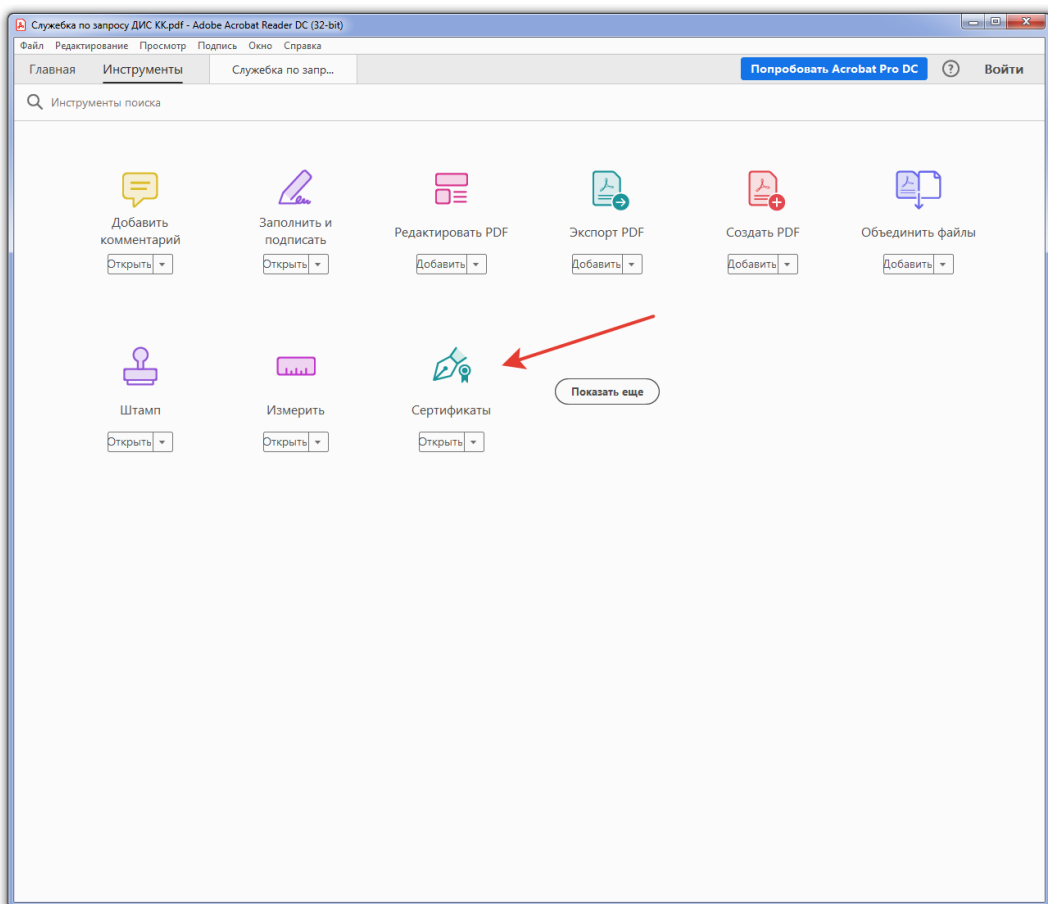 Служебка по запросу ДИС КК.pdf - Adobe Acrobat Reader DC (32-bit)
Файл Редактирование Просмотр Подпись Окно Справка
Главная Инструменты Служебка по запр... Попробовать Acrobat Pro DC ? Войти
Инструменты поиска
Добавить комментарий
Открыть
Заполнить и подписать
Открыть
Редактировать PDF
Добавить
Экспорт PDF
Добавить
Создать PDF
Добавить
Объединить файлы
Добавить
Штамп
Открыть
Измерить
Открыть
Сертификаты
Открыть
Показать еще